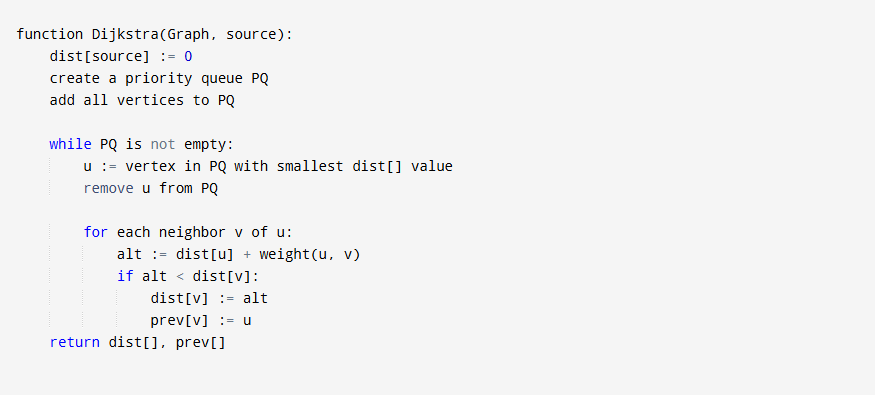 function Dijkstra(Graph, source):
    dist[source] := 0
    create a priority queue PQ
    add all vertices to PQ

    while PQ is not empty:
        u := vertex in PQ with smallest dist[] value
        remove u from PQ

        for each neighbor v of u:
            alt := dist[u] + weight(u, v)
            if alt < dist[v]:
                dist[v] := alt
                prev[v] := u
    return dist[], prev[]